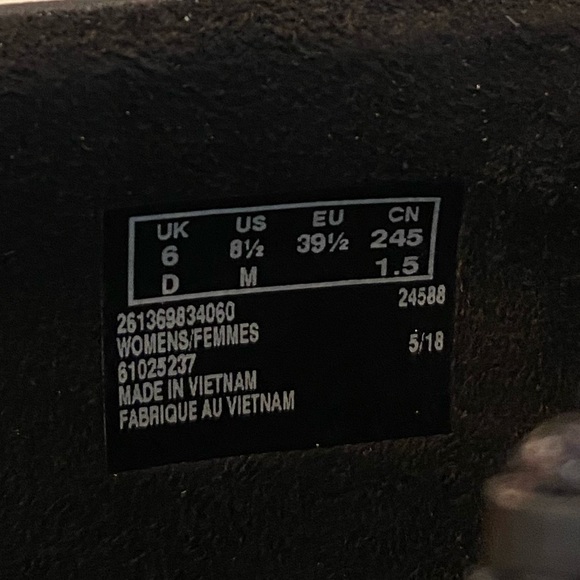 UK US EU CN
6 8½ 39½ 245
D M 1.5
261369834060 24588
WOMENS/FEMMES
61025237 5/18
MADE IN VIETNAM
FABRIQUE AU VIETNAM